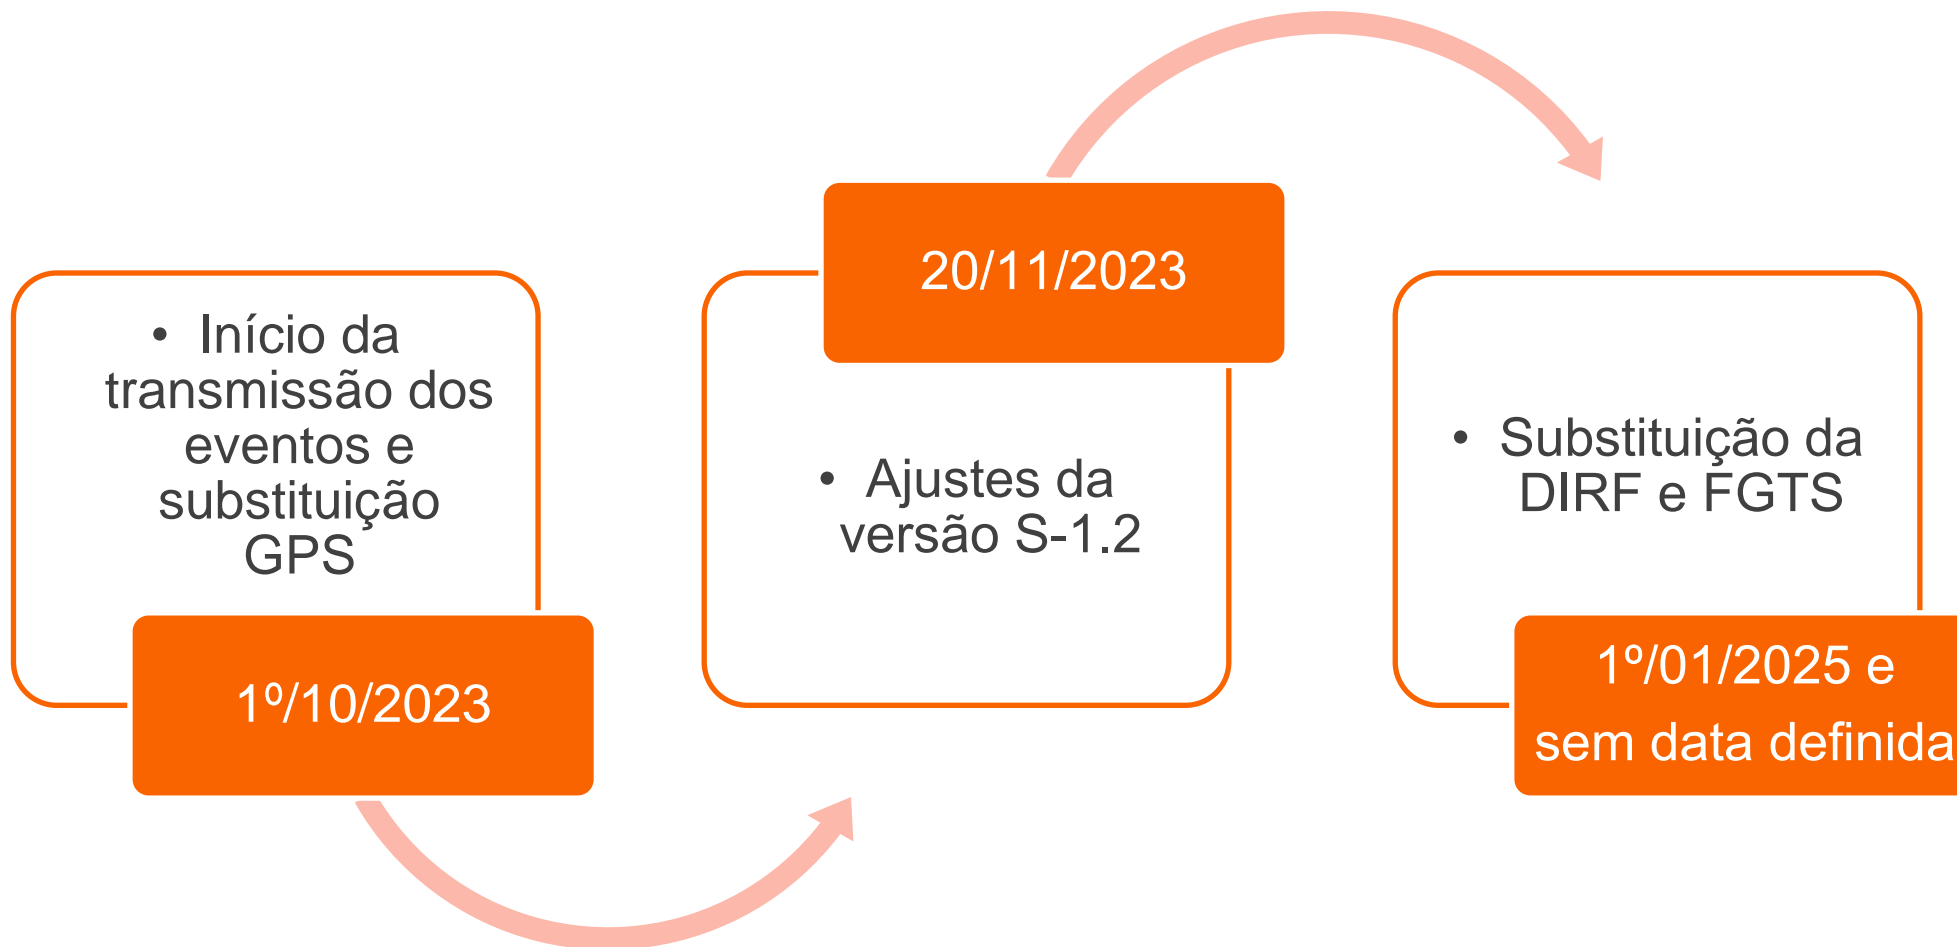 • Início da
transmissão dos
eventos e
substituição
GPS
1º/10/2023
20/11/2023
• Ajustes da
versão S-1.2
• Substituição da
DIRF e FGTS
1º/01/2025 e
sem data definida